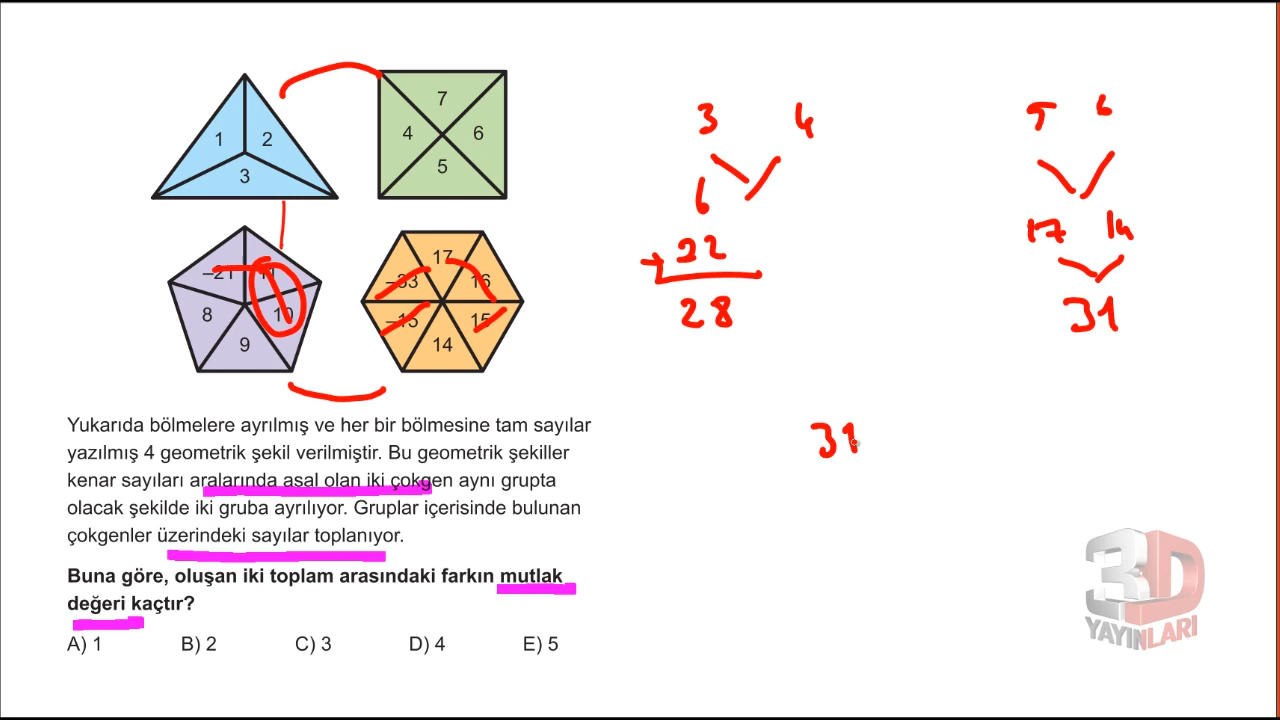 1 2 3
7 4 6 5
3 4
6
+ 22
28
5 6
17 14
31
–21 11 8 10 9
17 –33 16 –15 15 14
31
Yukarıda bölmelere ayrılmış ve her bir bölmesine tam sayılar
yazılmış 4 geometrik şekil verilmiştir. Bu geometrik şekiller
kenar sayıları aralarında asal olan iki çokgen aynı grupta
olacak şekilde iki gruba ayrılıyor. Gruplar içerisinde bulunan
çokgenler üzerindeki sayılar toplanıyor.
Buna göre, oluşan iki toplam arasındaki farkın mutlak
değeri kaçtır?
A) 1 B) 2 C) 3 D) 4 E) 5
3D
YAYINLARI